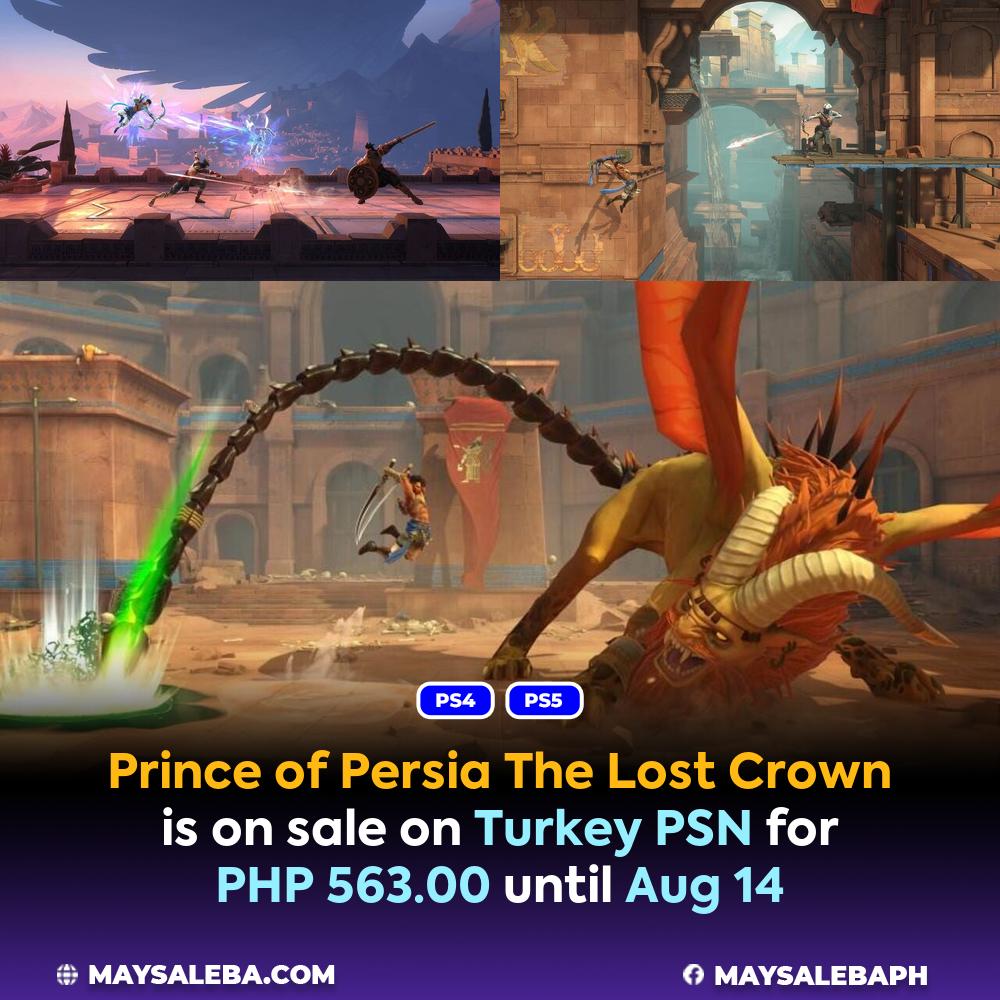 PS4 PS5
Prince of Persia The Lost Crown
is on sale on Turkey PSN for
PHP 563.00 until Aug 14
MAYSALEBA.COM MAYSALEBAPH